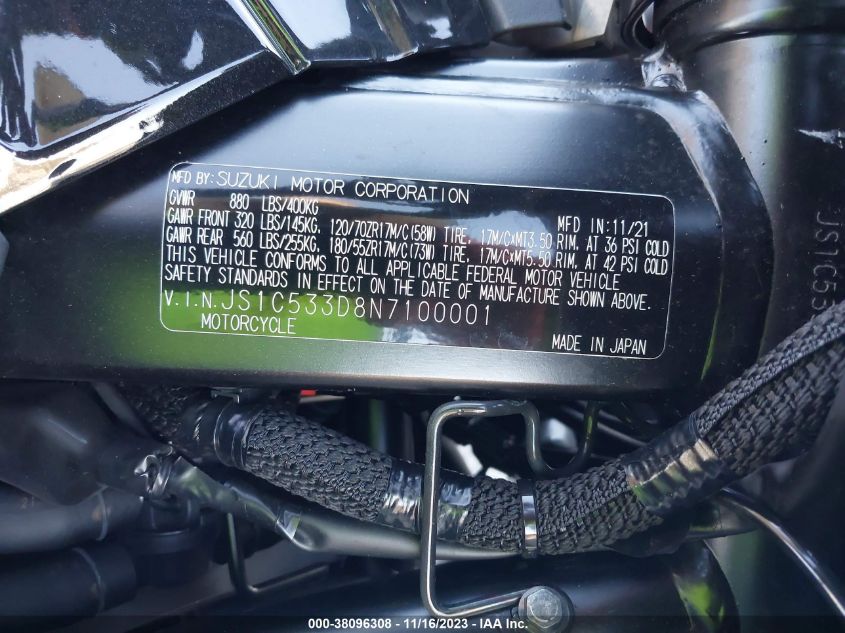 MFD BY: SUZUKI MOTOR CORPORATION
GVWR 880 LBS/400KG MFD IN: 11/21
GAWR FRONT 320 LBS/145KG, 120/70ZR17M/C(58W) TIRE, 17M/C×MT3.50 RIM, AT 36 PSI COLD
GAWR REAR 560 LBS/255KG, 180/55ZR17M/C(73W) TIRE, 17M/C×MT5.50 RIM, AT 42 PSI COLD
THIS VEHICLE CONFORMS TO ALL APPLICABLE FEDERAL MOTOR VEHICLE
SAFETY STANDARDS IN EFFECT ON THE DATE OF MANUFACTURE SHOWN ABOVE.
V.I.N. JS1C533D8N7100001
MOTORCYCLE MADE IN JAPAN
JS1C53
000-38096308 - 11/16/2023 - IAA Inc.